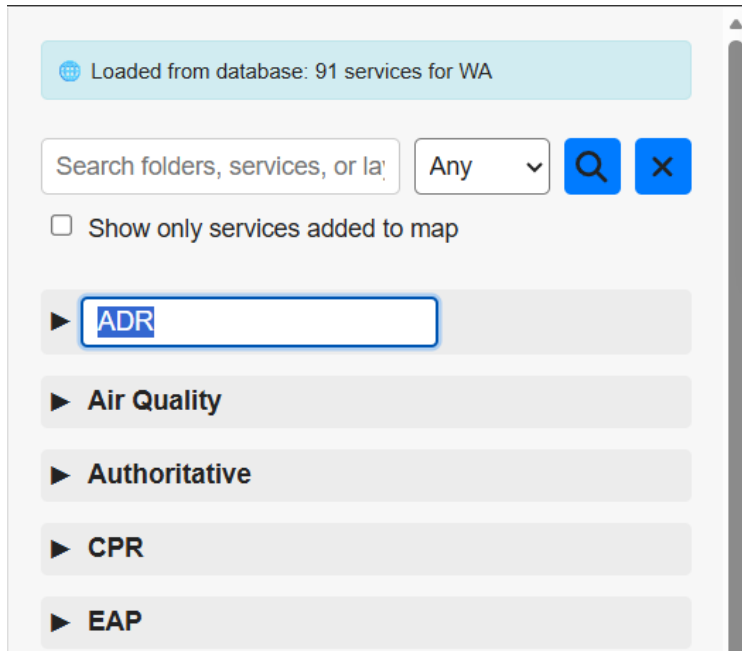 Loaded from database: 91 services for WA
Search folders, services, or la
Any
Show only services added to map
ADR
Air Quality
Authoritative
CPR
EAP